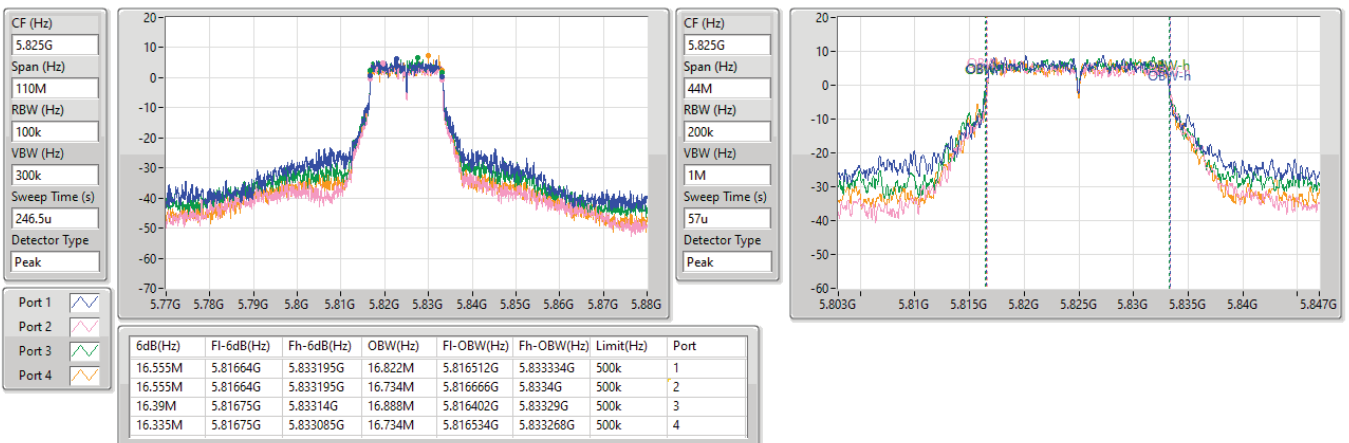 CF (Hz)
5.825G
Span (Hz)
110M
RBW (Hz)
100k
VBW (Hz)
300k
Sweep Time (s)
246.5u
Detector Type
Peak
20
10
0
-10
-20
-30
-40
-50
-60
-70
5.77G 5.78G 5.79G 5.8G 5.81G 5.82G 5.83G 5.84G 5.85G 5.86G 5.87G 5.88G
CF (Hz)
5.825G
Span (Hz)
44M
RBW (Hz)
200k
VBW (Hz)
1M
Sweep Time (s)
57u
Detector Type
Peak
20
10
0
-10
-20
-30
-40
-50
-60
OBW-h
5.803G 5.81G 5.815G 5.82G 5.825G 5.83G 5.835G 5.84G 5.847G
Port 1
Port 2
Port 3
Port 4
6dB(Hz) Fl-6dB(Hz) Fh-6dB(Hz) OBW(Hz) Fl-OBW(Hz) Fh-OBW(Hz) Limit(Hz) Port
16.555M 5.81664G 5.833195G 16.822M 5.816512G 5.833334G 500k 1
16.555M 5.81664G 5.833195G 16.734M 5.816666G 5.8334G 500k 2
16.39M 5.81675G 5.83314G 16.888M 5.816402G 5.83329G 500k 3
16.335M 5.81675G 5.833085G 16.734M 5.816534G 5.833268G 500k 4